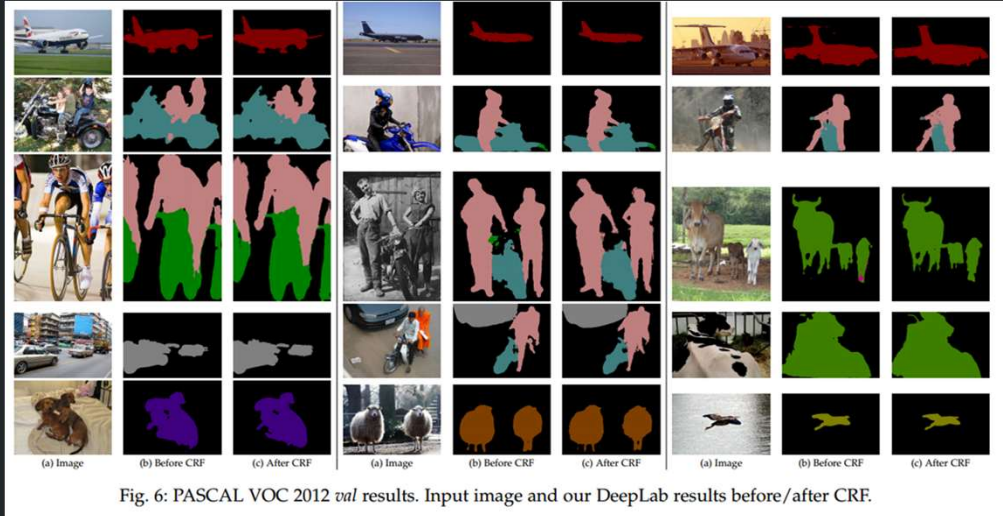 (a) Image (b) Before CRF (c) After CRF (a) Image (b) Before CRF (c) After CRF (a) Image (b) Before CRF (c) After CRF
Fig. 6: PASCAL VOC 2012 val results. Input image and our DeepLab results before/after CRF.